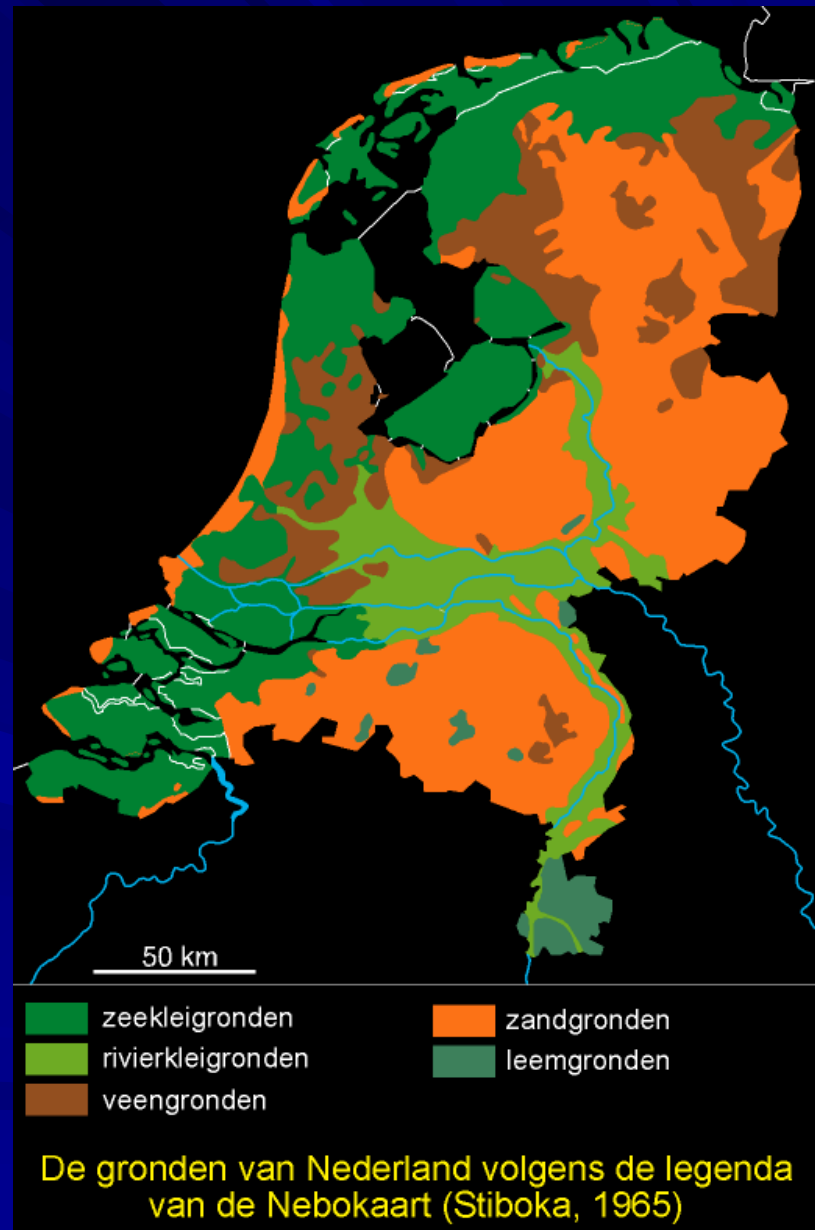 50 km
zeekleigronden
rivierkleigronden
veengronden
zandgronden
leemgronden
De gronden van Nederland volgens de legenda
van de Nebokaart (Stiboka, 1965)